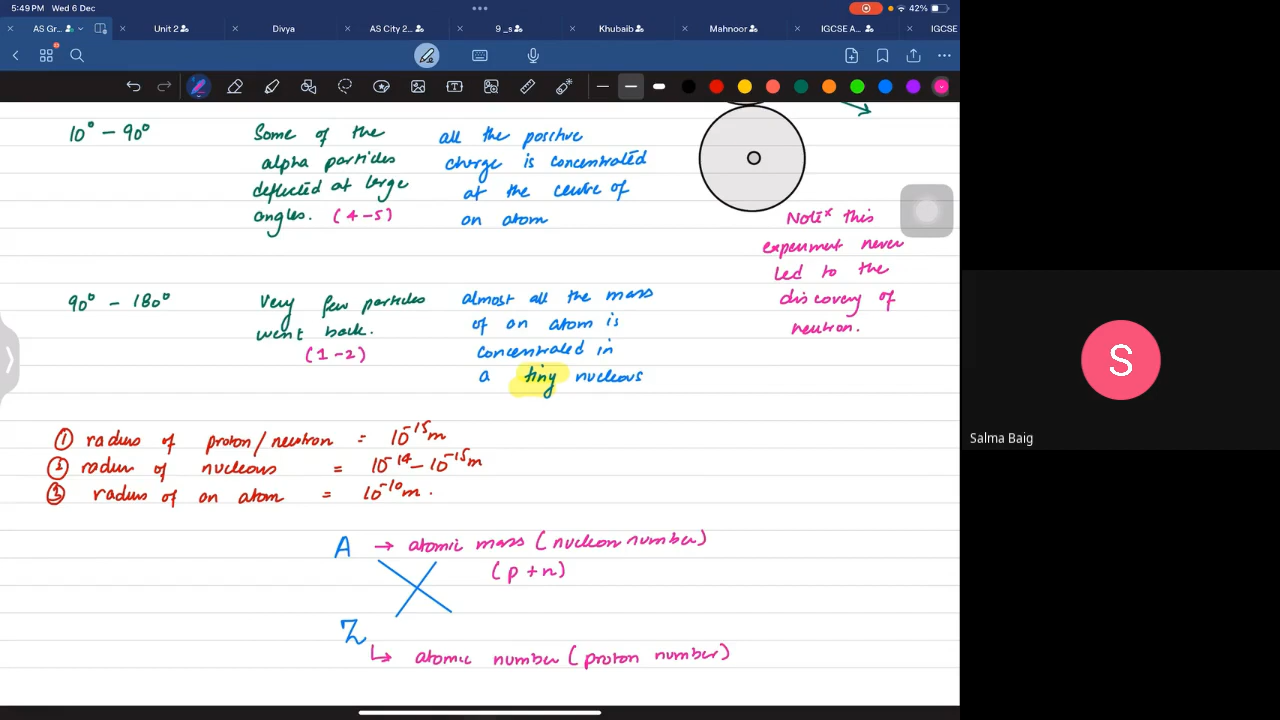 5:49 PM Wed 6 Dec
42%
AS Gr...
Unit 2
Divya
AS City 2...
9 _s
Khubaib
Mahnoor
IGCSE A...
IGCSE
10° - 90°
Some of the
alpha particles
deflected at large
angles. (4-5)
all the positive
charge is concentrated
at the centre of
an atom
Note* this
experiment never
led to the
discovery of
neutron.
90° - 180°
Very few particles
went back.
(1-2)
almost all the mass
of an atom is
concentrated in
a tiny nucleous
① radius of proton/neutron = 10⁻¹⁵m
② radius of nucleous = 10⁻¹⁴ - 10⁻¹⁵m
③ radius of an atom = 10⁻¹⁰m.
A → atomic mass (nucleon number)
(p + n)
X
Z
↳ atomic number (proton number)
S
Salma Baig